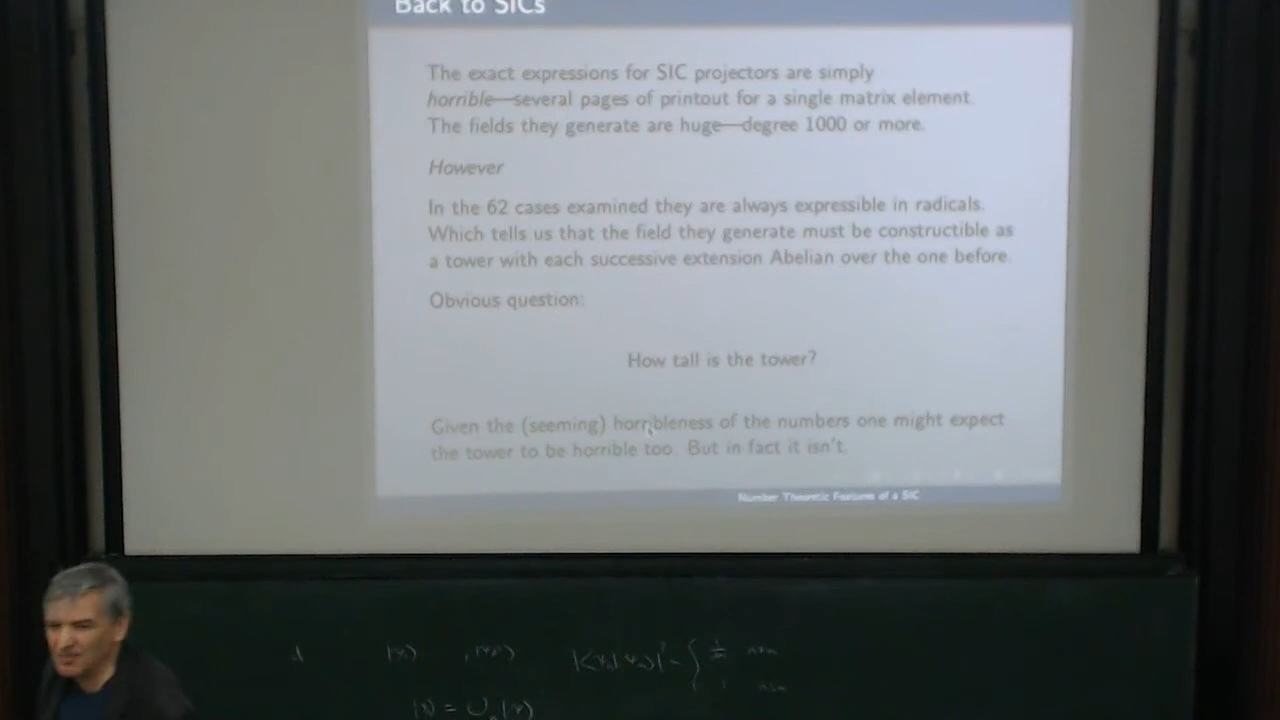 Back to SICs
The exact expressions for SIC projectors are simply
horrible—several pages of printout for a single matrix element.
The fields they generate are huge—degree 1000 or more.
However
In the 62 cases examined they are always expressible in radicals.
Which tells us that the field they generate must be constructible as
a tower with each successive extension Abelian over the one before.
Obvious question:
How tall is the tower?
Given the (seeming) horribleness of the numbers one might expect
the tower to be horrible too. But in fact it isn't.
Number Theoretic Features of a SIC